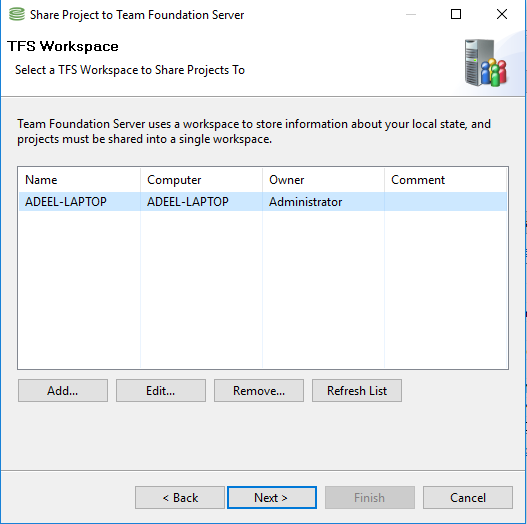 Share Project to Team Foundation Server
TFS Workspace
Select a TFS Workspace to Share Projects To
Team Foundation Server uses a workspace to store information about your local state, and
projects must be shared into a single workspace.
Name Computer Owner Comment
ADEEL-LAPTOP ADEEL-LAPTOP Administrator
Add... Edit... Remove... Refresh List
< Back Next > Finish Cancel